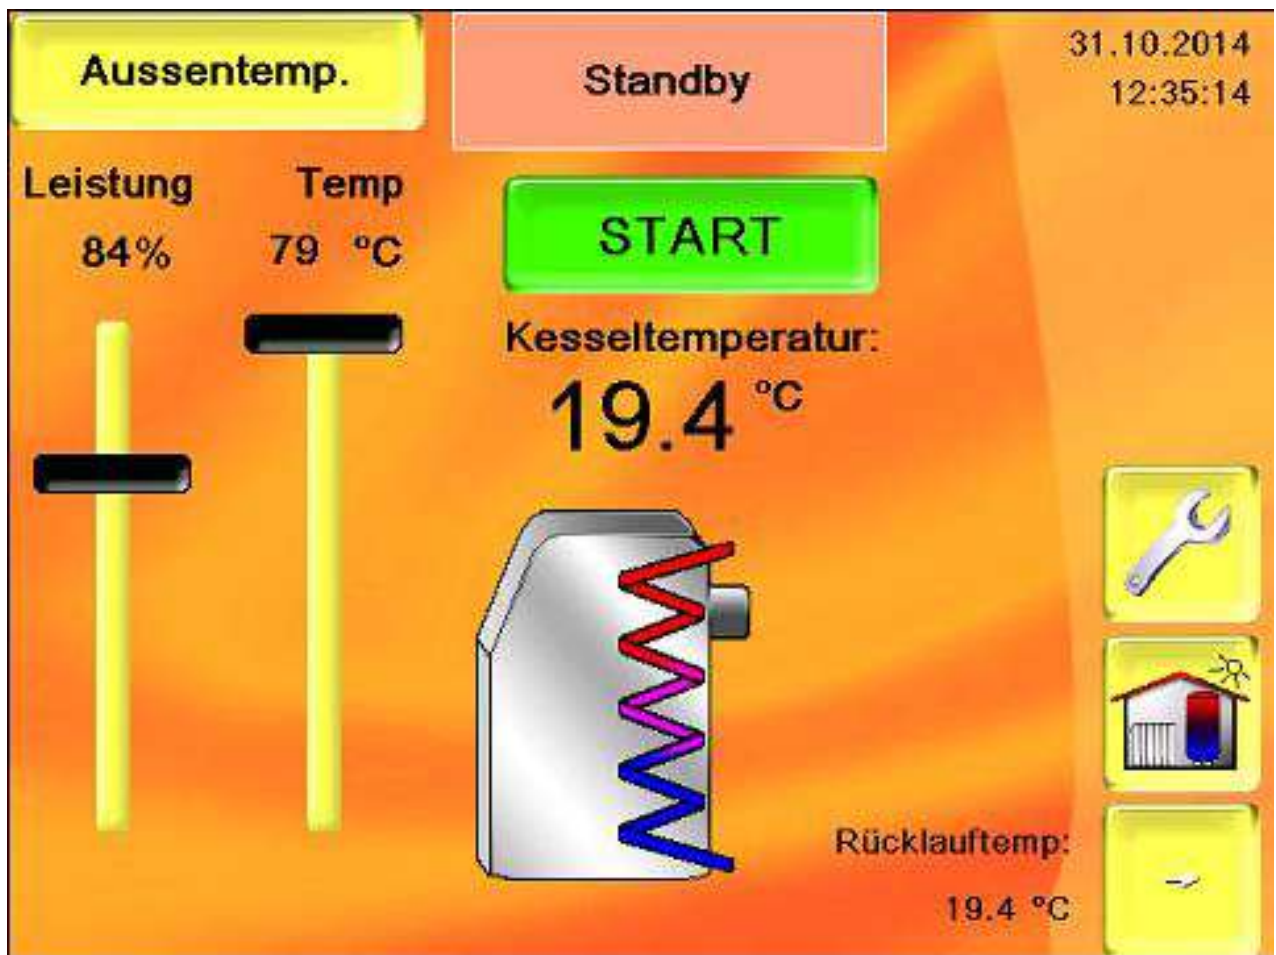 Aussentemp.
Standby
31.10.2014
12:35:14
Leistung
Temp
84%
79 °C
START
Kesseltemperatur:
19.4 °C
Rücklauftemp:
19.4 °C